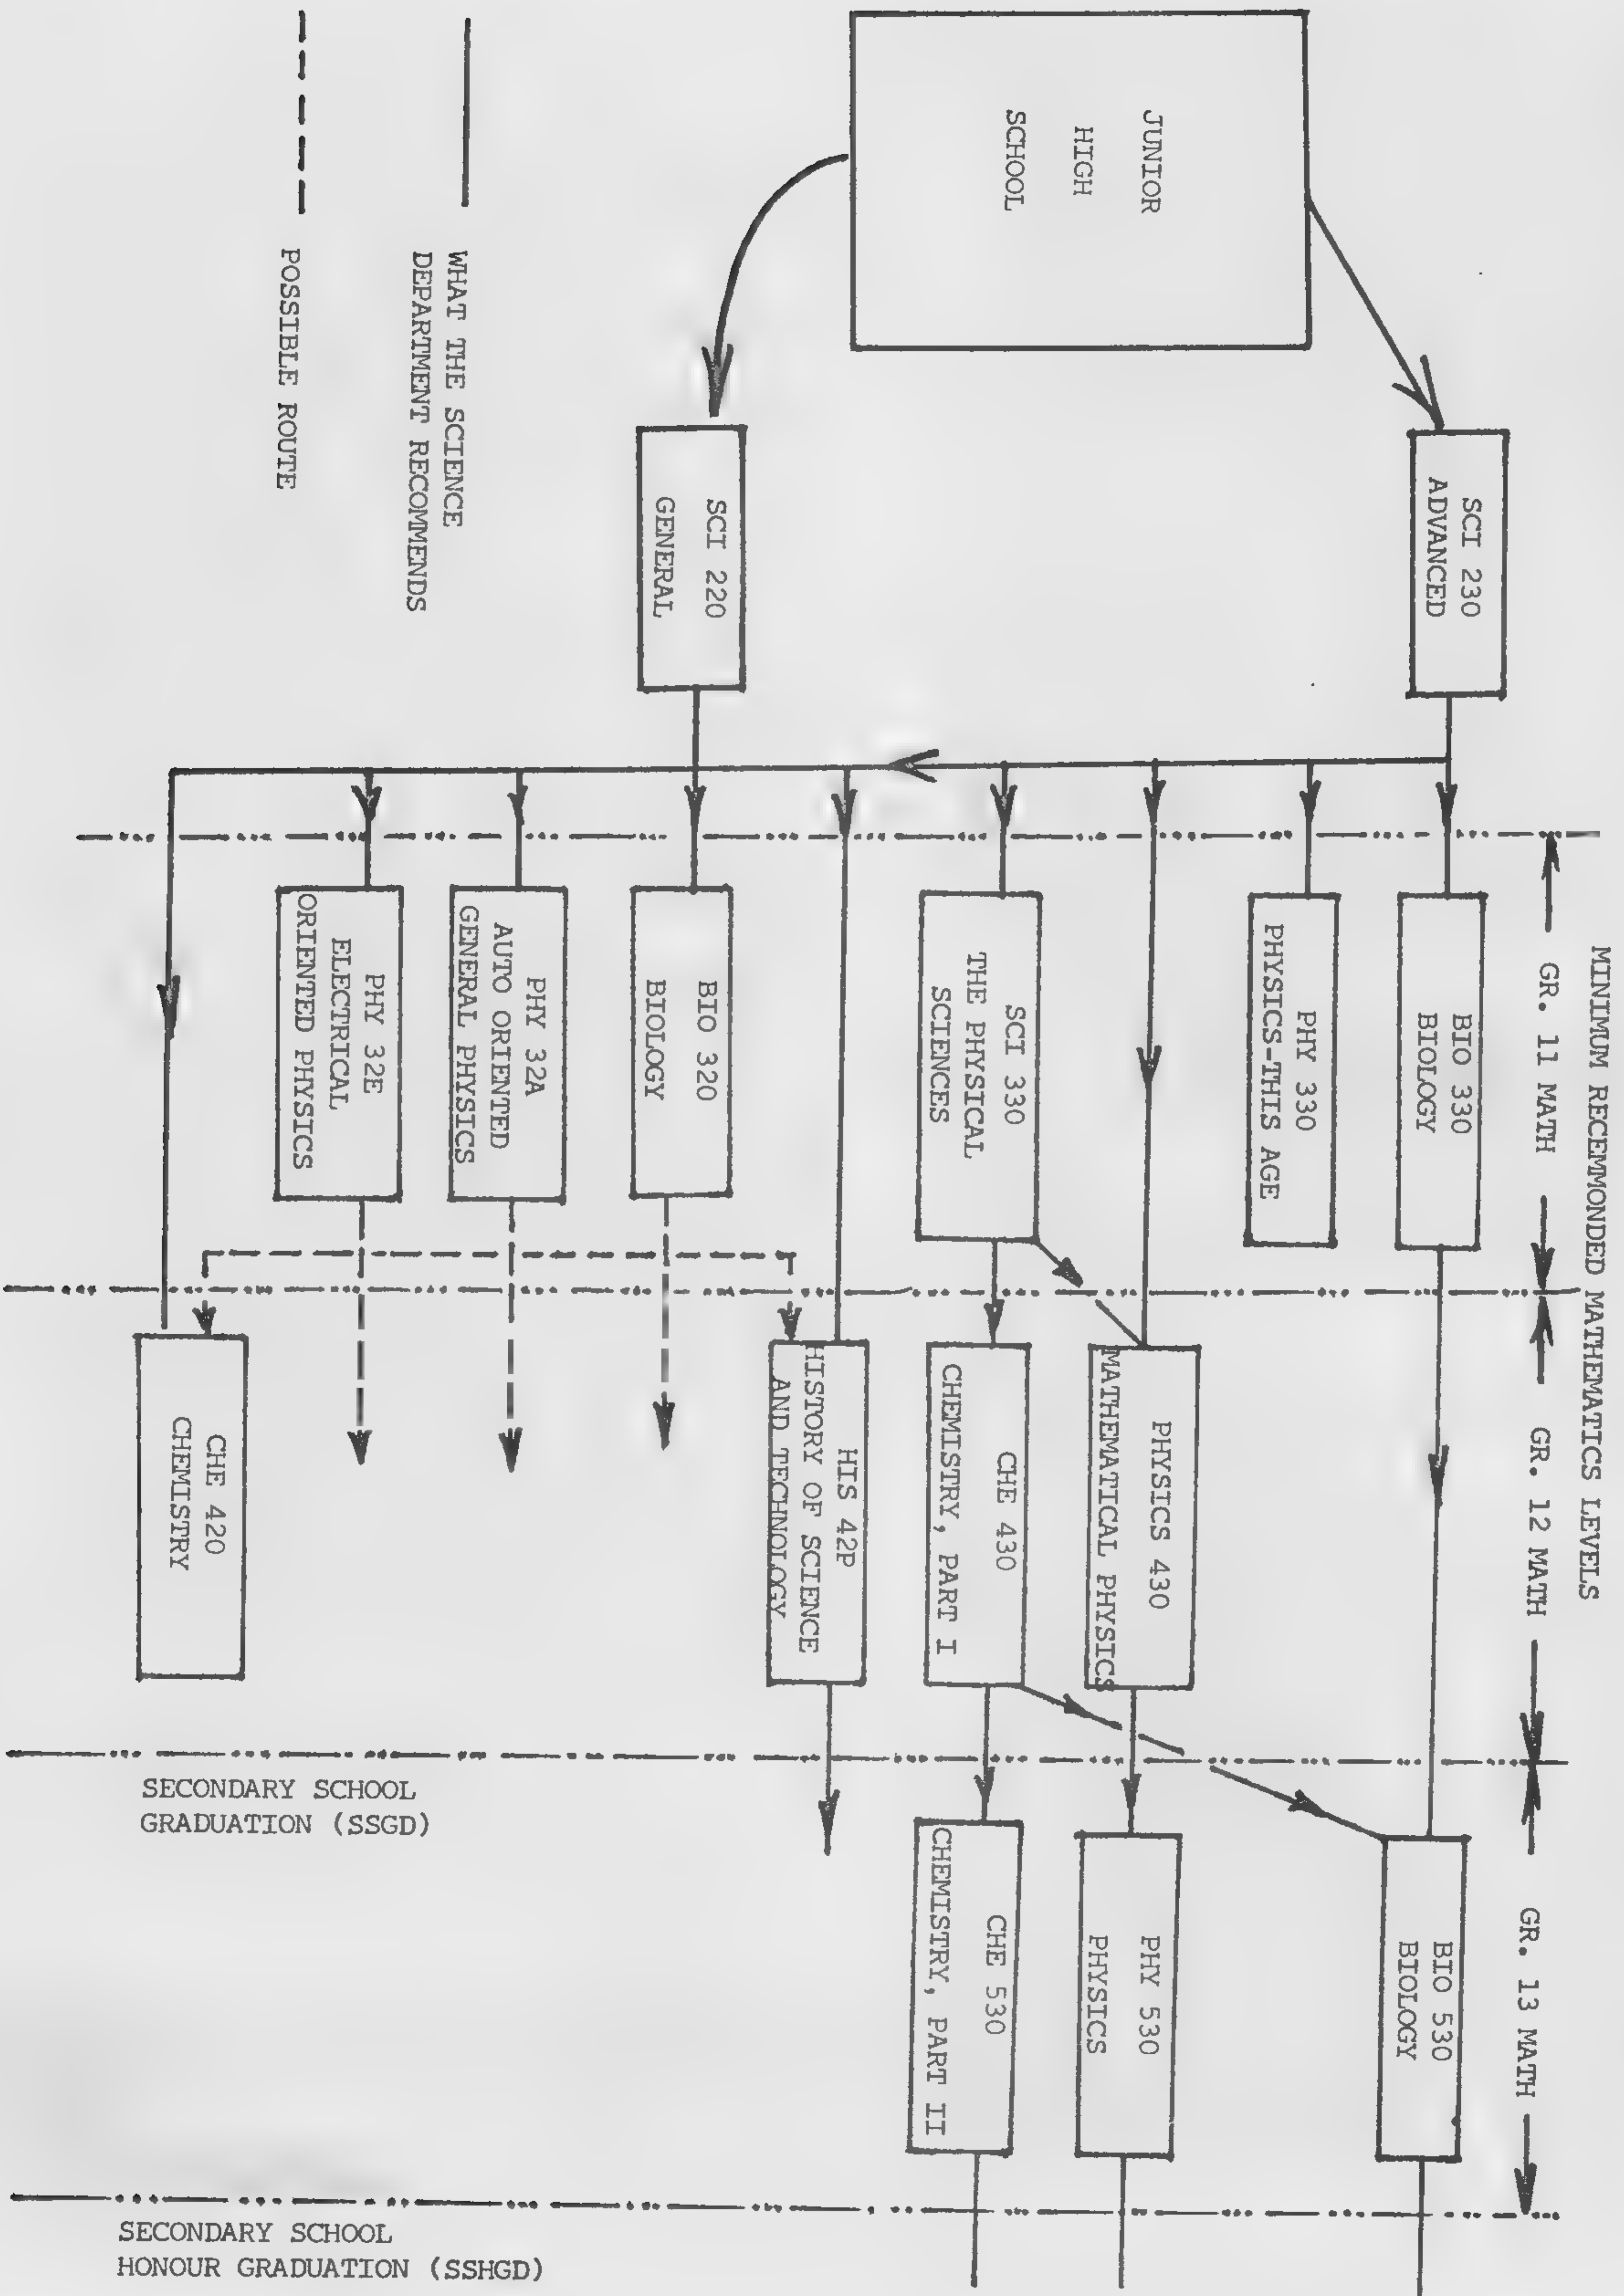 MINIMUM RECEMMONDED MATHEMATICS LEVELS
GR. 11 MATH
GR. 12 MATH
GR. 13 MATH
JUNIOR
HIGH
SCHOOL
SCI 230
ADVANCED
SCI 220
GENERAL
BIO 330
BIOLOGY
PHY 330
PHYSICS-THIS AGE
SCI 330
THE PHYSICAL
SCIENCES
BIO 320
BIOLOGY
PHY 32A
AUTO ORIENTED
GENERAL PHYSICS
PHY 32E
ELECTRICAL
ORIENTED PHYSICS
PHYSICS 430
MATHEMATICAL PHYSICS
CHE 430
CHEMISTRY, PART I
HIS 42P
HISTORY OF SCIENCE
AND TECHNOLOGY
CHE 420
CHEMISTRY
BIO 530
BIOLOGY
PHY 530
PHYSICS
CHE 530
CHEMISTRY, PART II
WHAT THE SCIENCE
DEPARTMENT RECOMMENDS
POSSIBLE ROUTE
SECONDARY SCHOOL
GRADUATION (SSGD)
SECONDARY SCHOOL
HONOUR GRADUATION (SSHGD)